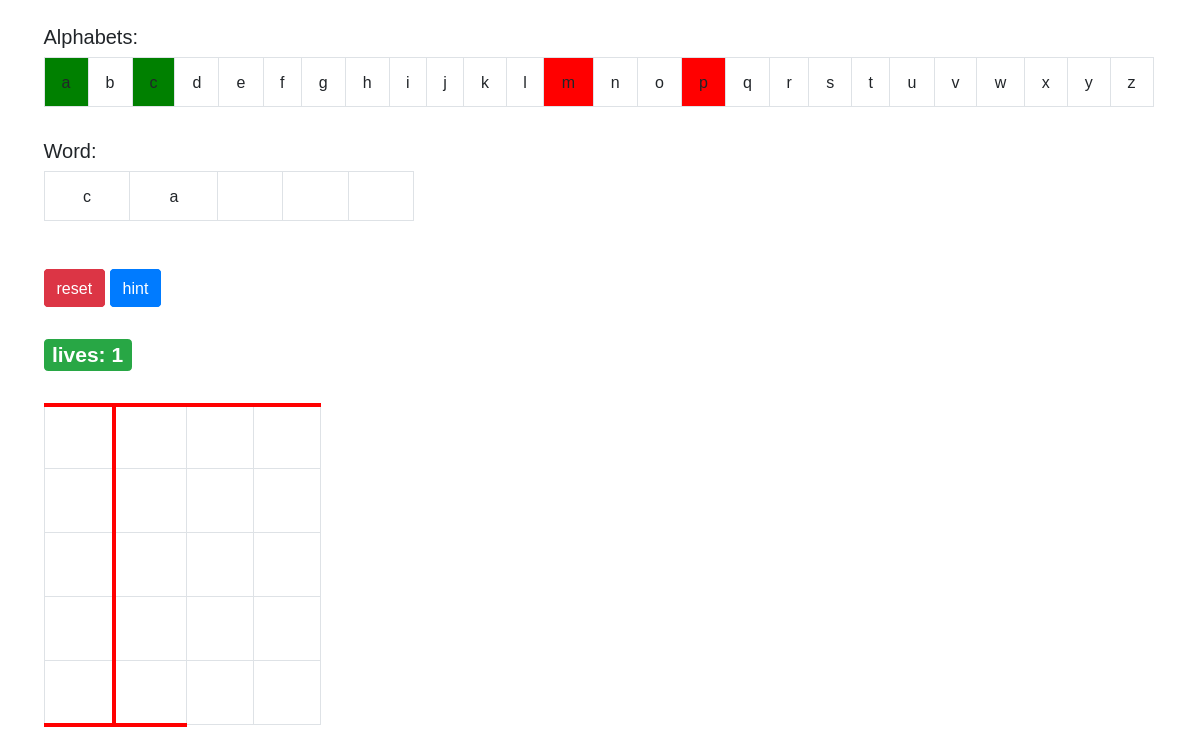 Alphabets:
a b c d e f g h i j k l m n o p q r s t u v w x y z
Word:
c a
reset hint
lives: 1